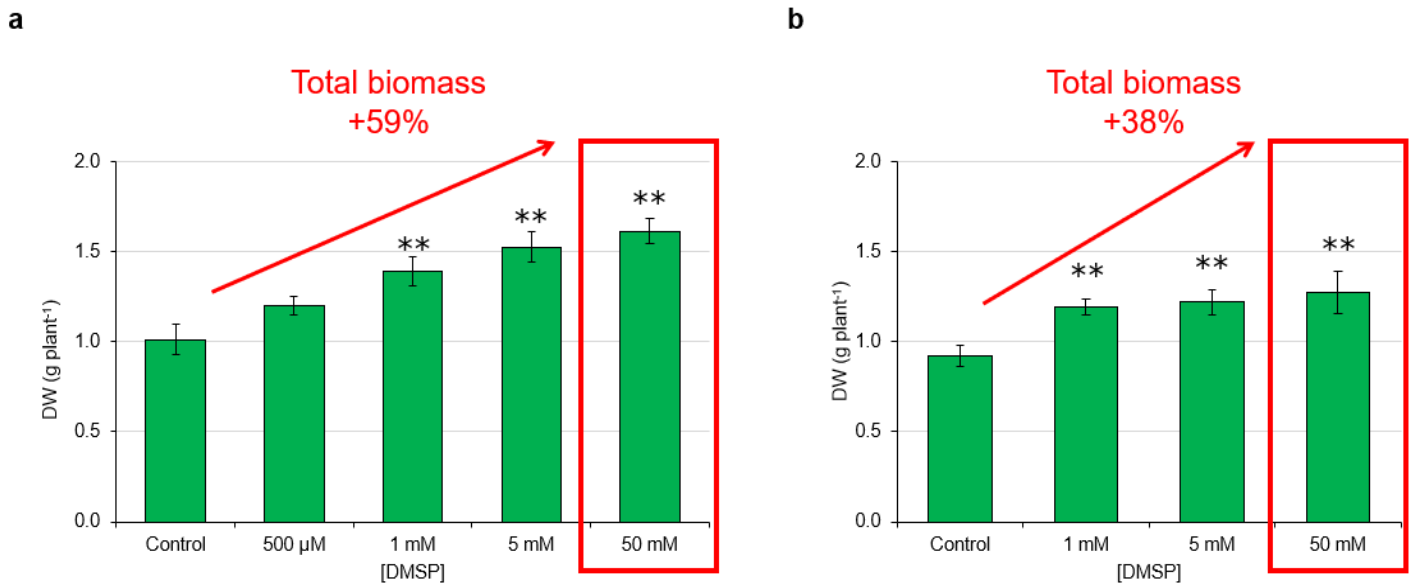 a
Total biomass
+59%
2.0
1.5
1.0
0.5
0.0
DW (g plant⁻¹)
**
**
**
Control 500 µM 1 mM 5 mM 50 mM
[DMSP]
b
Total biomass
+38%
2.0
1.5
1.0
0.5
0.0
DW (g plant⁻¹)
**
**
**
Control 1 mM 5 mM 50 mM
[DMSP]